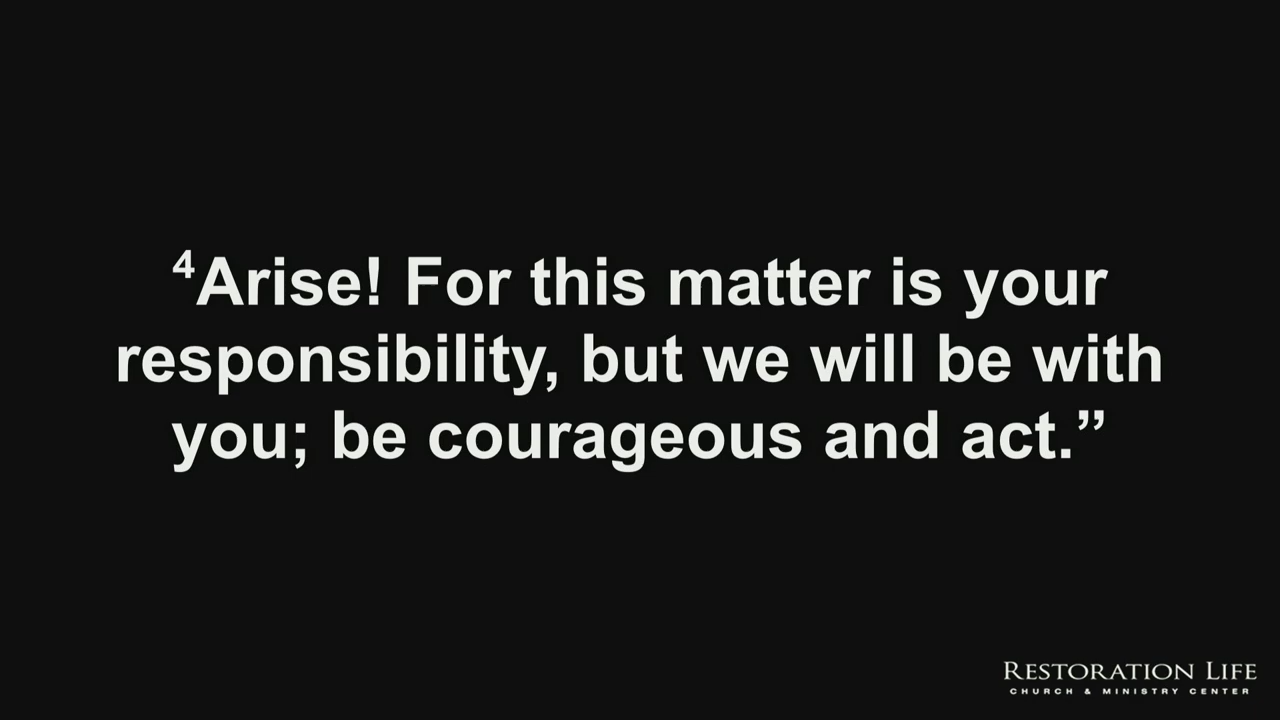 ⁴Arise! For this matter is your
responsibility, but we will be with
you; be courageous and act.”
RESTORATION LIFE
CHURCH & MINISTRY CENTER